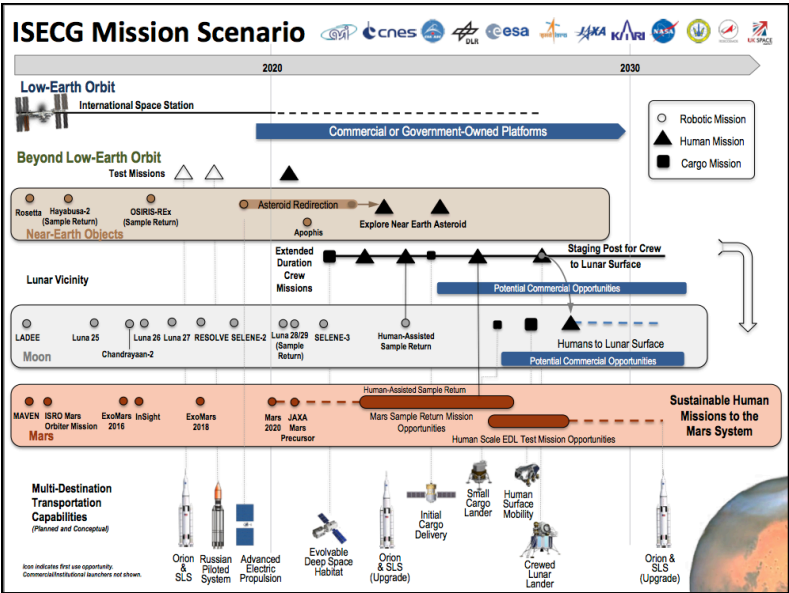 ISECG Mission Scenario
cnes
DLR
esa
JAXA
KARI
NASA
UK SPACE
2020
2030
Low-Earth Orbit
International Space Station
Commercial or Government-Owned Platforms
Robotic Mission
Human Mission
Cargo Mission
Beyond Low-Earth Orbit
Test Missions
Rosetta
Hayabusa-2
(Sample Return)
OSIRIS-REx
(Sample Return)
Asteroid Redirection
Apophis
Explore Near Earth Asteroid
Near-Earth Objects
Extended
Duration
Crew
Missions
Staging Post for Crew
to Lunar Surface
Lunar Vicinity
Potential Commercial Opportunities
LADEE
Luna 25
Chandrayaan-2
Luna 26
Luna 27
RESOLVE
SELENE-2
Luna 28/29
(Sample
Return)
SELENE-3
Human-Assisted
Sample Return
Humans to Lunar Surface
Potential Commercial Opportunities
Moon
Human-Assisted Sample Return
MAVEN
ISRO Mars
Orbiter Mission
ExoMars
2016
InSight
ExoMars
2018
Mars
2020
JAXA
Mars
Precursor
Mars Sample Return Mission
Opportunities
Human Scale EDL Test Mission Opportunities
Sustainable Human
Missions to the
Mars System
Mars
Multi-Destination
Transportation
Capabilities
(Planned and Conceptual)
Orion
&
SLS
Russian
Piloted
System
Advanced
Electric
Propulsion
Evolvable
Deep Space
Habitat
Orion
& SLS
(Upgrade)
Initial
Cargo
Delivery
Small
Cargo
Lander
Human
Surface
Mobility
Crewed
Lunar
Lander
Orion &
SLS
(Upgrade)
Icon indicates first use opportunity.
Commercial/Institutional launchers not shown.